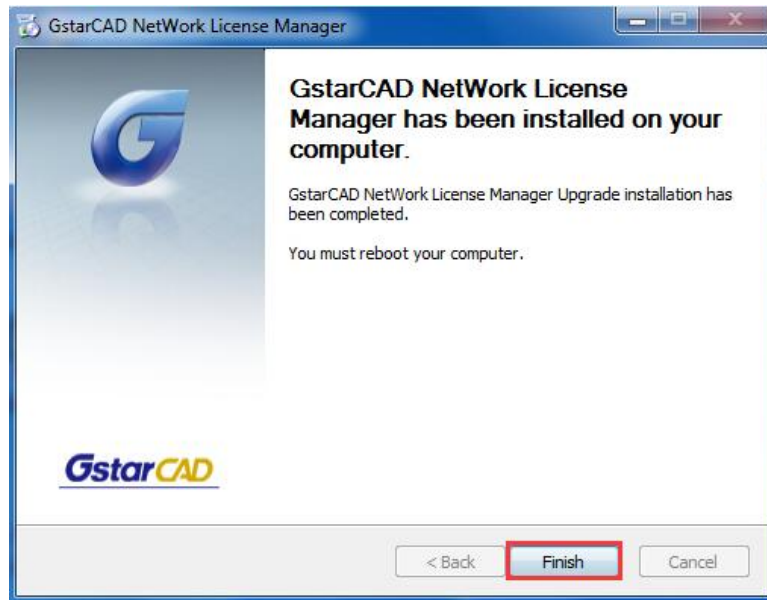 GstarCAD NetWork License Manager
GstarCAD NetWork License
Manager has been installed on your
computer.
GstarCAD NetWork License Manager Upgrade installation has
been completed.
You must reboot your computer.
GstarCAD
< Back
Finish
Cancel